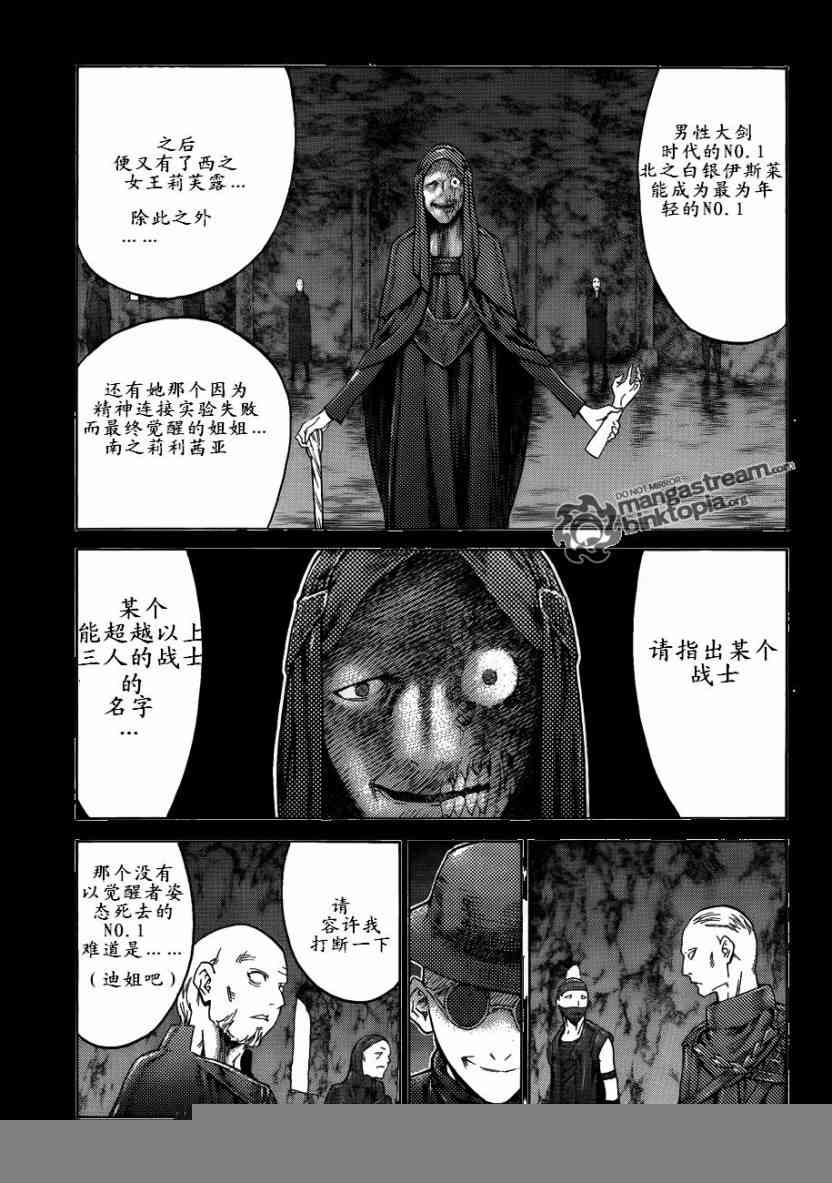 男性大剑
时代的NO.1
北之白银伊斯莱
能成为最为年
轻的NO.1
之后
便又有了西之
女王莉芙露…
除此之外
……
还有她那个因为
精神连接实验失败
而最终觉醒的姐姐…
南之莉利茜亚
DO NOT MIRROR!
mangastream.com
binktopia.org
请指出某个
战士
某个
能超越以上
三人的战士
的
名字
…
请
容许我
打断一下
那个没有
以觉醒者姿
态死去的
NO.1
难道是……
(迪姐吧)